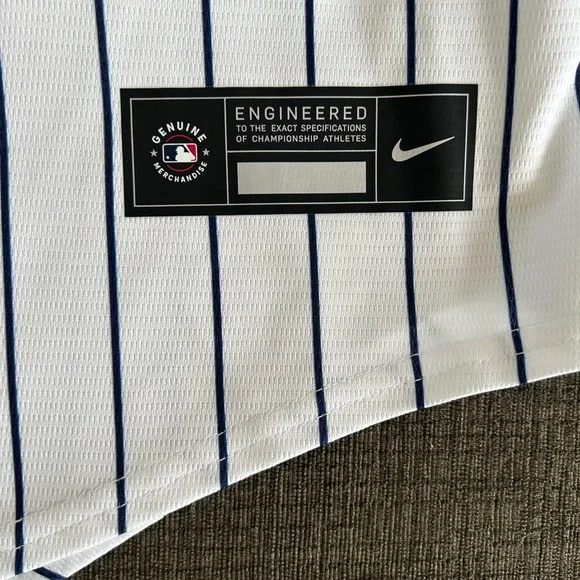 GENUINE
MERCHANDISE
ENGINEERED
TO THE EXACT SPECIFICATIONS
OF CHAMPIONSHIP ATHLETES